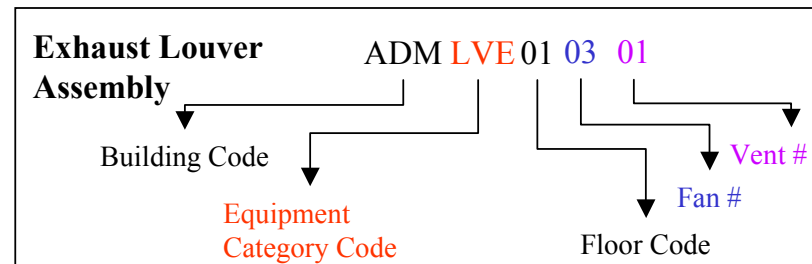 Exhaust Louver
Assembly
ADM LVE 01 03 01
Building Code
Vent #
Fan #
Equipment
Category Code
Floor Code